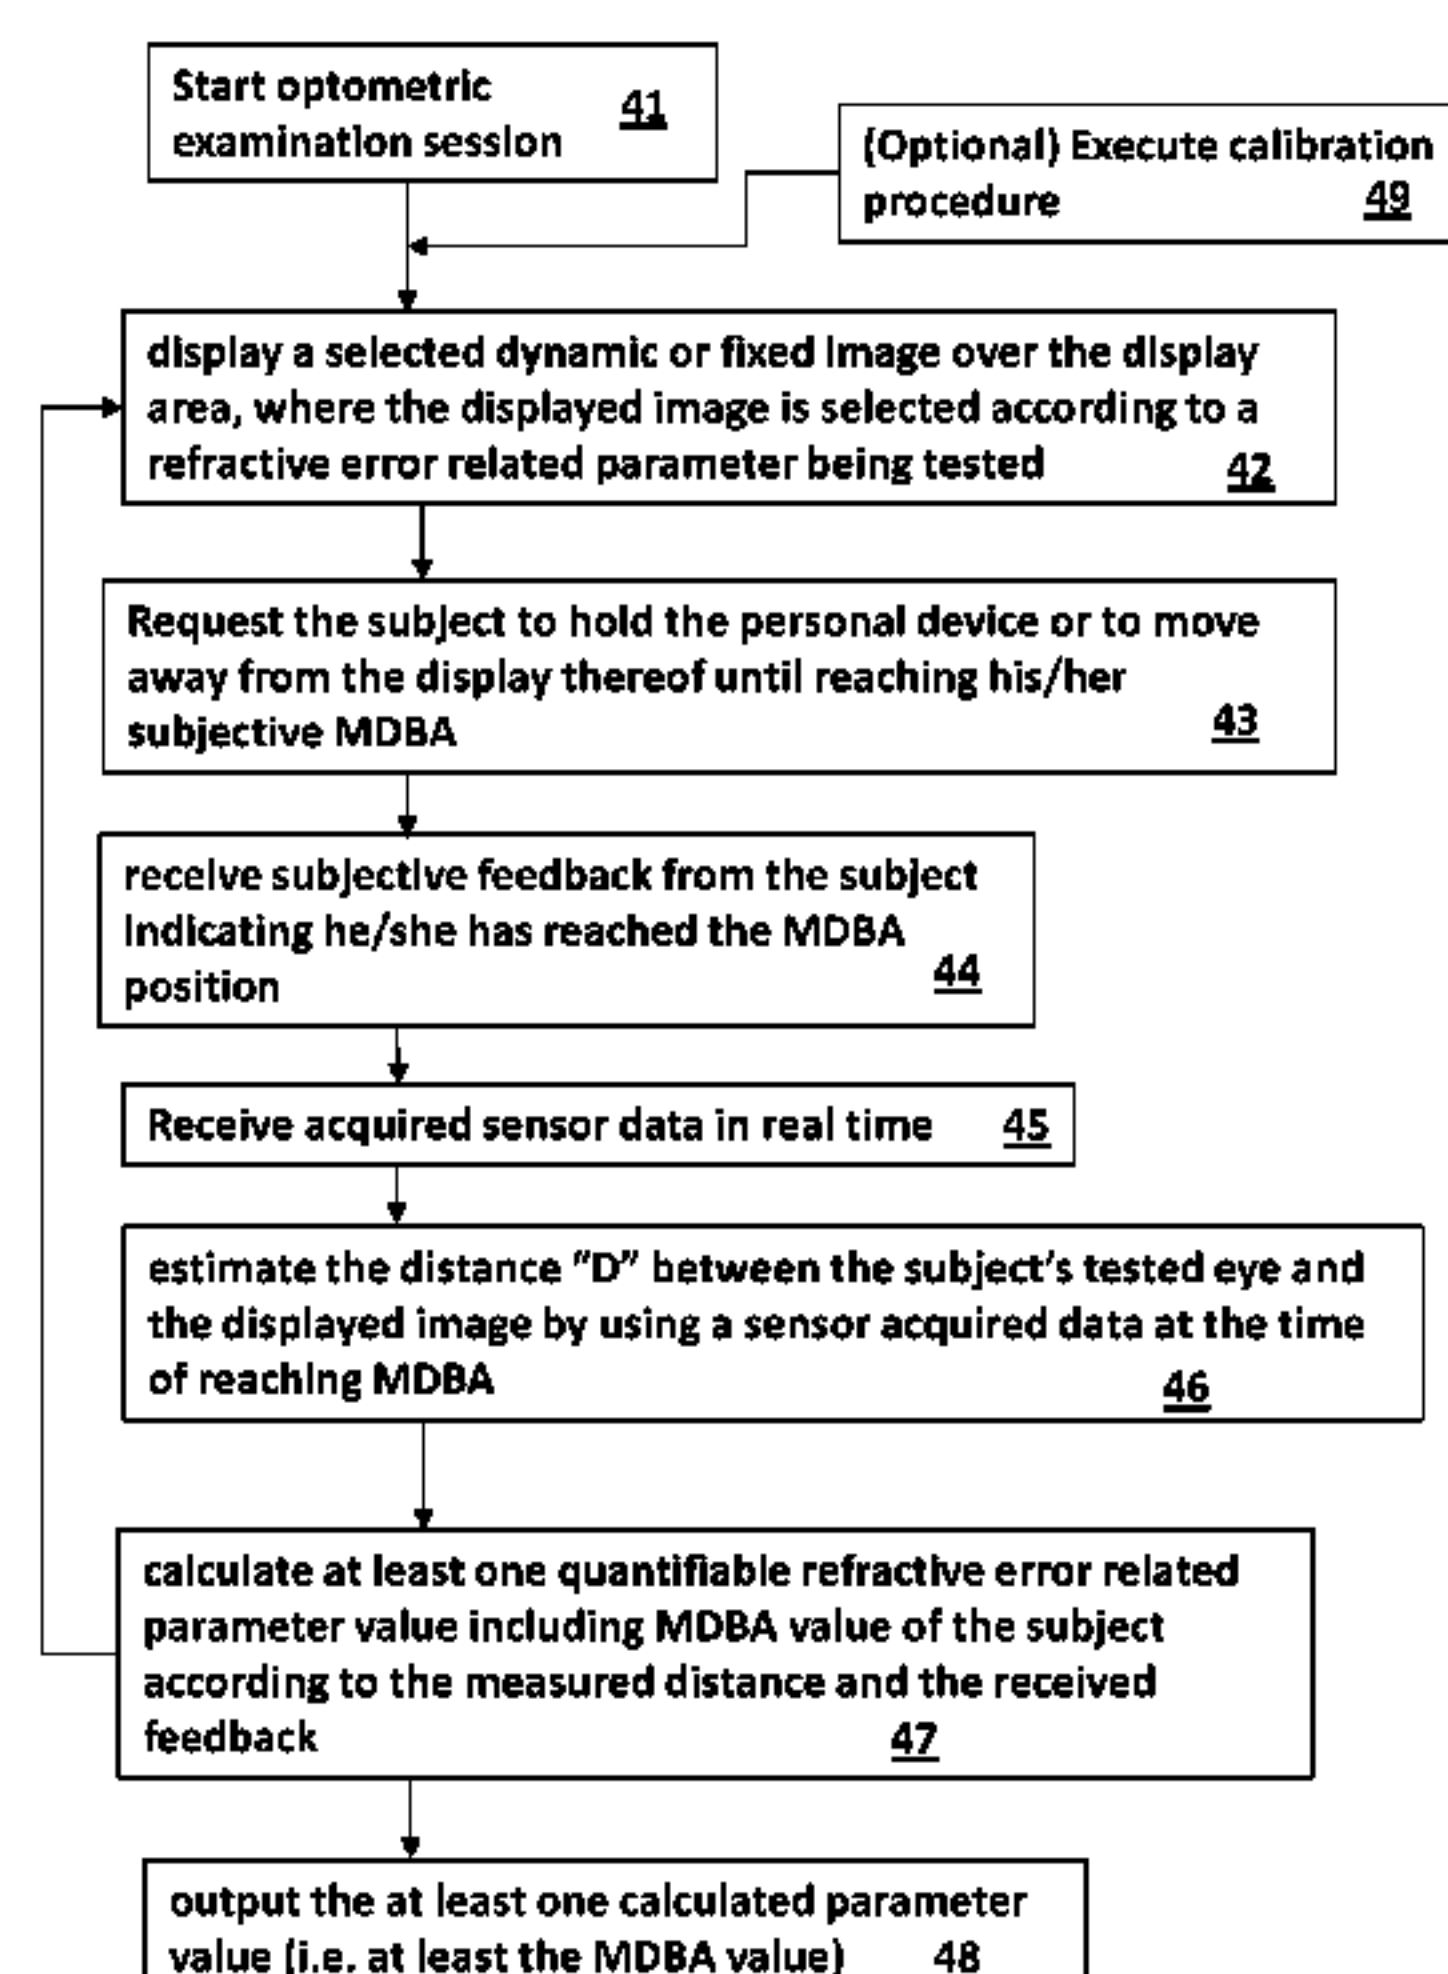 Start optometric
examination session 41
(Optional) Execute calibration
procedure 49
display a selected dynamic or fixed image over the display
area, where the displayed image is selected according to a
refractive error related parameter being tested 42
Request the subject to hold the personal device or to move
away from the display thereof until reaching his/her
subjective MDBA 43
receive subjective feedback from the subject
Indicating he/she has reached the MDBA
position 44
Receive acquired sensor data in real time 45
estimate the distance “D” between the subject's tested eye and
the displayed image by using a sensor acquired data at the time
of reaching MDBA 46
calculate at least one quantifiable refractive error related
parameter value including MDBA value of the subject
according to the measured distance and the received
feedback 47
output the at least one calculated parameter
value (i.e. at least the MDBA value) 48